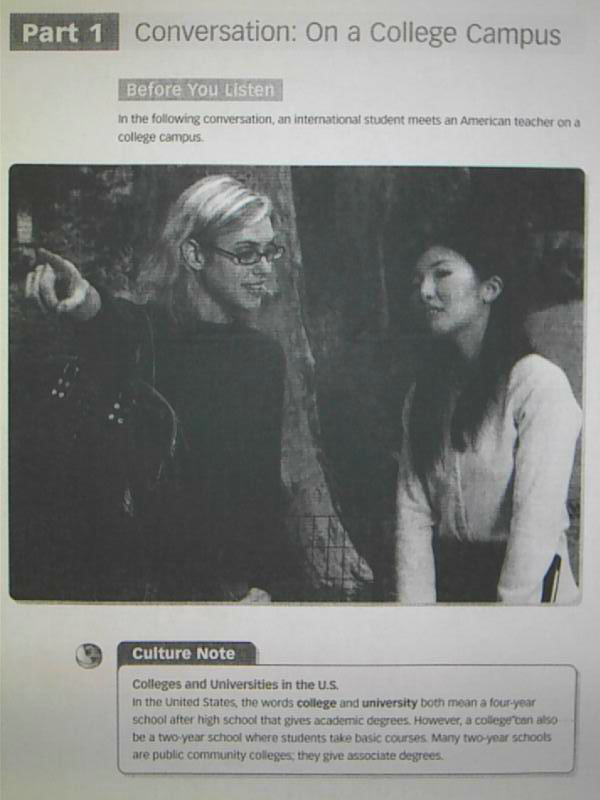 Part 1 Conversation: On a College Campus
Before You Listen
In the following conversation, an international student meets an American teacher on a
college campus.
Culture Note
Colleges and Universities in the U.S.
In the United States, the words college and university both mean a four-year
school after high school that gives academic degrees. However, a college can also
be a two-year school where students take basic courses. Many two-year schools
are public community colleges; they give associate degrees.